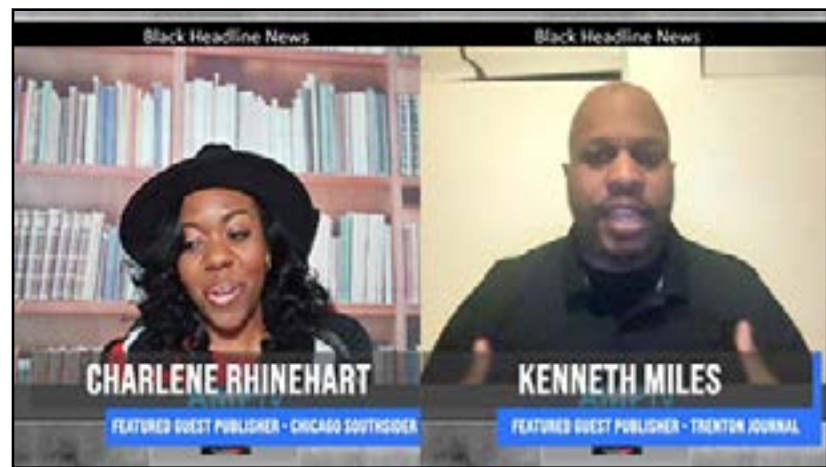 Black Headline News
Black Headline News
CHARLENE RHINEHART
FEATURED GUEST PUBLISHER - CHICAGO SOUTHSIDER
KENNETH MILES
FEATURED GUEST PUBLISHER - TRENTON JOURNAL